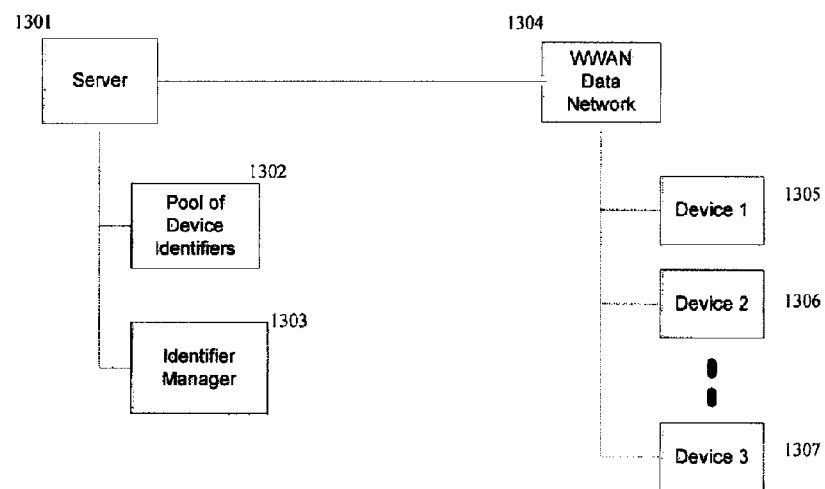 1301
Server
1304
WWAN
Data
Network
1302
Pool of
Device
Identifiers
1303
Identifier
Manager
Device 1
1305
Device 2
1306
Device 3
1307